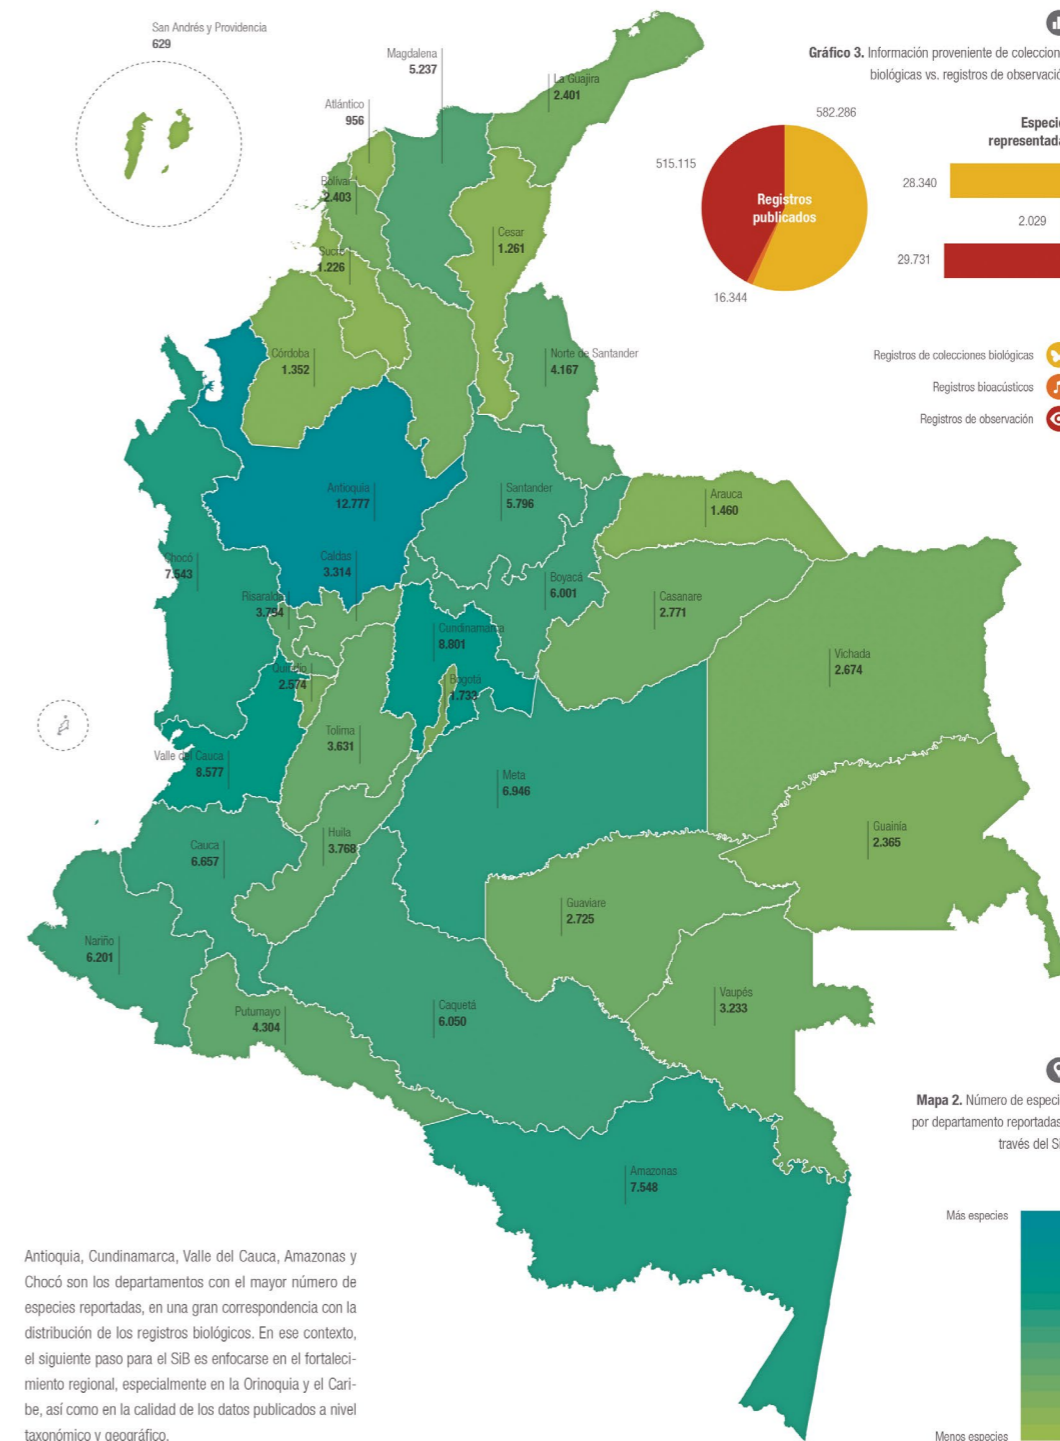 San Andrés y Providencia
629
Magdalena
5.237
La Guajira
2.401
Atlántico
956
Bolívar
2.403
Cesar
1.261
Sucre
1.226
Córdoba
1.352
Norte de Santander
4.167
Antioquia
12.777
Santander
5.796
Arauca
1.460
Chocó
7.543
Caldas
3.314
Boyacá
6.001
Casanare
2.771
Risaralda
3.754
Cundinamarca
8.801
Vichada
2.674
Quindío
2.574
Bogotá
1.733
Tolima
3.631
Valle del Cauca
8.577
Meta
6.946
Guainía
2.365
Cauca
6.657
Huila
3.768
Guaviare
2.725
Nariño
6.201
Vaupés
3.233
Putumayo
4.304
Caquetá
6.050
Amazonas
7.548
Gráfico 3. Información proveniente de coleccion
biológicas vs. registros de observació
582.286
515.115
16.344
Registros
publicados
Especie
representada
28.340
2.029
29.731
Registros de colecciones biológicas
Registros bioacústicos
Registros de observación
Mapa 2. Número de especi
por departamento reportadas
través del Si
Más especies
Menos especies
Antioquia, Cundinamarca, Valle del Cauca, Amazonas y
Chocó son los departamentos con el mayor número de
especies reportadas, en una gran correspondencia con la
distribución de los registros biológicos. En ese contexto,
el siguiente paso para el SiB es enfocarse en el fortaleci-
miento regional, especialmente en la Orinoquia y el Cari-
be, así como en la calidad de los datos publicados a nivel
taxonómico y geográfico.